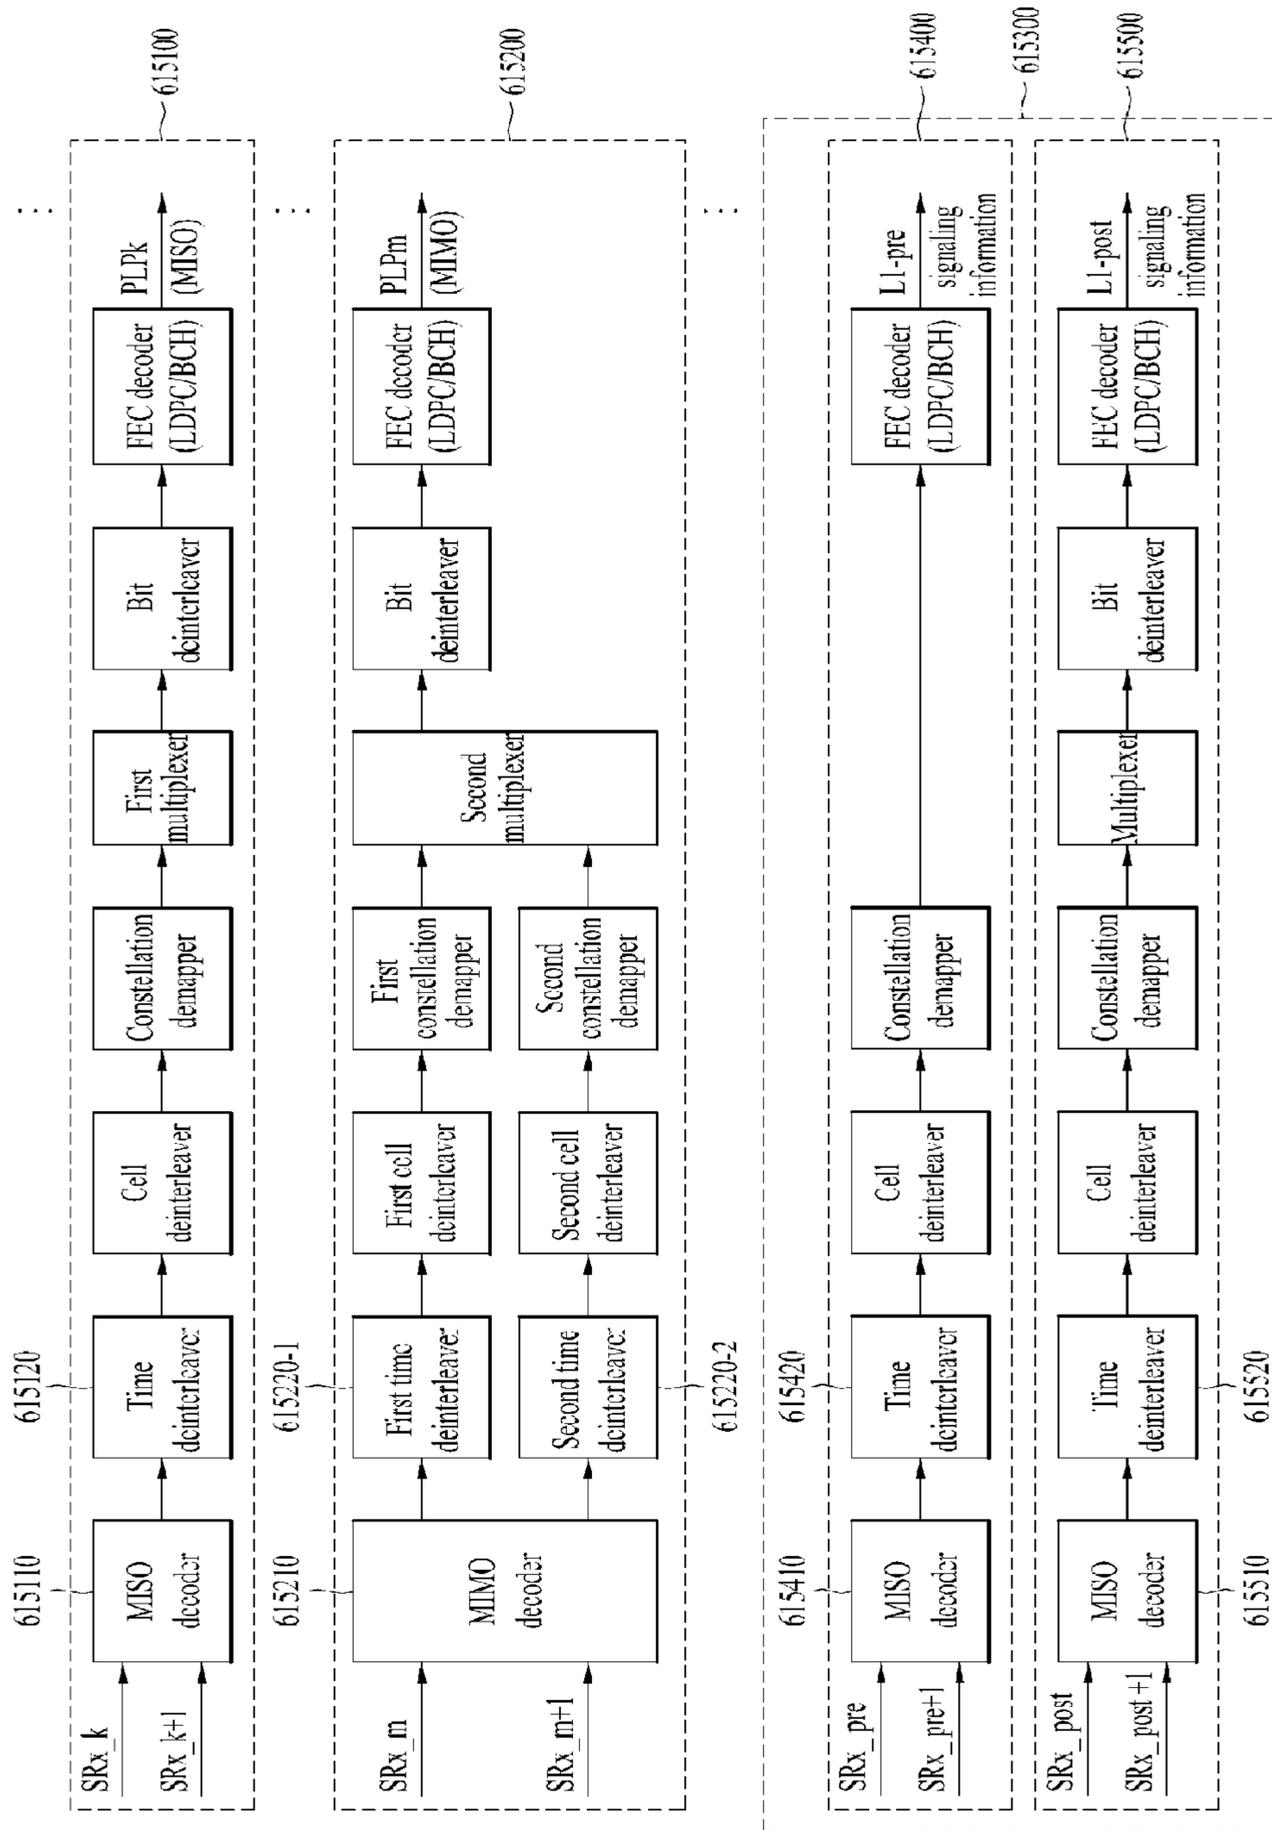 615110
615120
615100
SRx_k
SRx_k+1
MISO
decoder
Time
deinterleaver
Cell
deinterleaver
Constellation
demapper
First
multiplexer
Bit
deinterleaver
FEC decoder
(LDPC/BCH)
PLPk
(MISO)
...
615210
615220-1
615200
SRx_m
SRx_m+1
MIMO
decoder
First time
deinterleaver
First cell
deinterleaver
First
constellation
demapper
Second time
deinterleaver
Second cell
deinterleaver
Second
constellation
demapper
615220-2
Second
multiplexer
Bit
deinterleaver
FEC decoder
(LDPC/BCH)
PLPm
(MIMO)
...
...
615410
615420
615400
SRx_pre
SRx_pre+1
MISO
decoder
Time
deinterleaver
Cell
deinterleaver
Constellation
demapper
FEC decoder
(LDPC/BCH)
L1-pre
signaling
information
615300
SRx_post
SRx_post +1
MISO
decoder
Time
deinterleaver
Cell
deinterleaver
Constellation
demapper
Multiplexer
Bit
deinterleaver
FEC decoder
(LDPC/BCH)
L1-post
signaling
information
615500
615510
615520